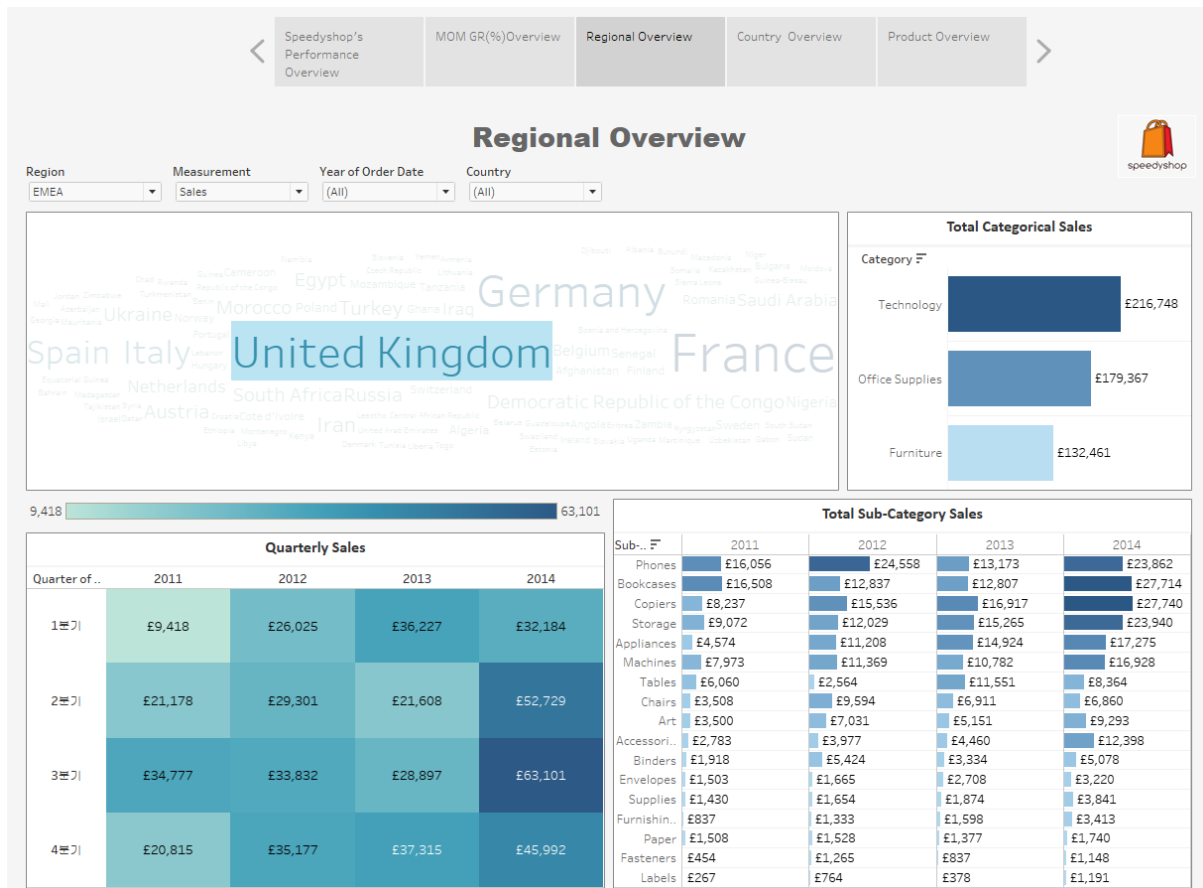 Speedyshop's
Performance
Overview
MOM GR(%)Overview
Regional Overview
Country Overview
Product Overview
Regional Overview
speedyshop
Region
Measurement
Year of Order Date
Country
EMEA
Sales
(All)
(All)
Egypt
Germany
Morocco Poland Turkey Ghana Iraq
Romania Saudi Arabia
Ukraine Norway
Spain Italy
United Kingdom
Belgium Senegal
France
Afghanistan Finland
Netherlands
South Africa Russia Switzerland
Democratic Republic of the Congo Nigeria
Austria
Iran
Algeria
Angola
Zambia
Sweden
Cameroon
Mozambique Tanzania
Total Categorical Sales
Category
Technology £216,748
Office Supplies £179,367
Furniture £132,461
9,418 63,101
Quarterly Sales
Quarter of .. 2011 2012 2013 2014
1분기 £9,418 £26,025 £36,227 £32,184
2분기 £21,178 £29,301 £21,608 £52,729
3분기 £34,777 £33,832 £28,897 £63,101
4분기 £20,815 £35,177 £37,315 £45,992
Total Sub-Category Sales
Sub-.. 2011 2012 2013 2014
Phones £16,056 £24,558 £13,173 £23,862
Bookcases £16,508 £12,837 £12,807 £27,714
Copiers £8,237 £15,536 £16,917 £27,740
Storage £9,072 £12,029 £15,265 £23,940
Appliances £4,574 £11,208 £14,924 £17,275
Machines £7,973 £11,369 £10,782 £16,928
Tables £6,060 £2,564 £11,551 £8,364
Chairs £3,508 £9,594 £6,911 £6,860
Art £3,500 £7,031 £5,151 £9,293
Accessori.. £2,783 £3,977 £4,460 £12,398
Binders £1,918 £5,424 £3,334 £5,078
Envelopes £1,503 £1,665 £2,708 £3,220
Supplies £1,430 £1,654 £1,874 £3,841
Furnishin.. £837 £1,333 £1,598 £3,413
Paper £1,508 £1,528 £1,377 £1,740
Fasteners £454 £1,265 £837 £1,148
Labels £267 £764 £378 £1,191